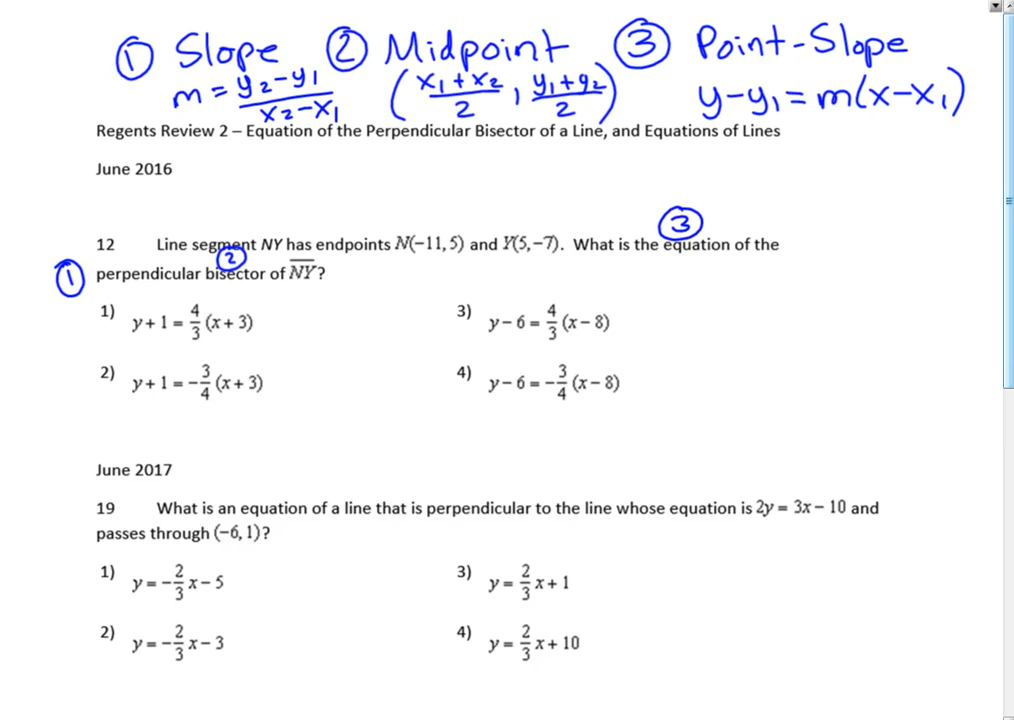 ① Slope ② Midpoint ③ Point-Slope
m = (y₂-y₁)/(x₂-x₁) ((x₁+x₂)/2, (y₁+y₂)/2) y-y₁=m(x-x₁)
Regents Review 2 – Equation of the Perpendicular Bisector of a Line, and Equations of Lines
June 2016
③
12 Line segment NY has endpoints N(−11, 5) and Y(5, −7). What is the equation of the
②
① perpendicular bisector of N͞Y͞?
1) y + 1 = 4/3 (x + 3) 3) y − 6 = 4/3 (x − 8)
2) y + 1 = −3/4 (x + 3) 4) y − 6 = −3/4 (x − 8)
June 2017
19 What is an equation of a line that is perpendicular to the line whose equation is 2y = 3x − 10 and
passes through (−6, 1)?
1) y = −2/3 x − 5 3) y = 2/3 x + 1
2) y = −2/3 x − 3 4) y = 2/3 x + 10